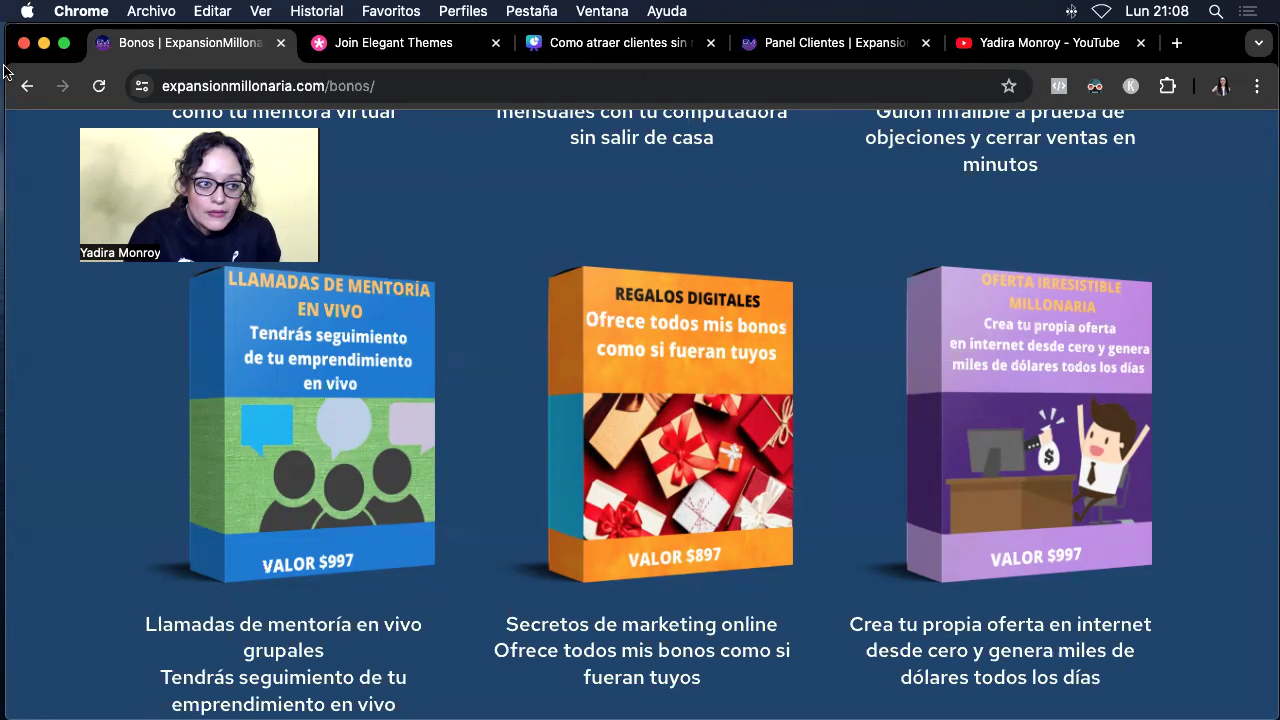 Chrome Archivo Editar Ver Historial Favoritos Perfiles Pestaña Ventana Ayuda Lun 21:08
Bonos | ExpansionMillona
Join Elegant Themes
Como atraer clientes sin
Panel Clientes | Expansion
Yadira Monroy - YouTube
expansionmillonaria.com/bonos/
como tu mentora virtual
mensuales con tu computadora
sin salir de casa
Guion infalible a prueba de
objeciones y cerrar ventas en
minutos
Yadira Monroy
LLAMADAS DE MENTORÍA
EN VIVO
Tendrás seguimiento
de tu emprendimiento
en vivo
VALOR $997
REGALOS DIGITALES
Ofrece todos mis bonos
como si fueran tuyos
VALOR $897
OFERTA IRRESISTIBLE
MILLONARIA
Crea tu propia oferta
en internet desde cero y genera
miles de dólares todos los días
$
VALOR $997
Llamadas de mentoría en vivo
grupales
Tendrás seguimiento de tu
emprendimiento en vivo
Secretos de marketing online
Ofrece todos mis bonos como si
fueran tuyos
Crea tu propia oferta en internet
desde cero y genera miles de
dólares todos los días